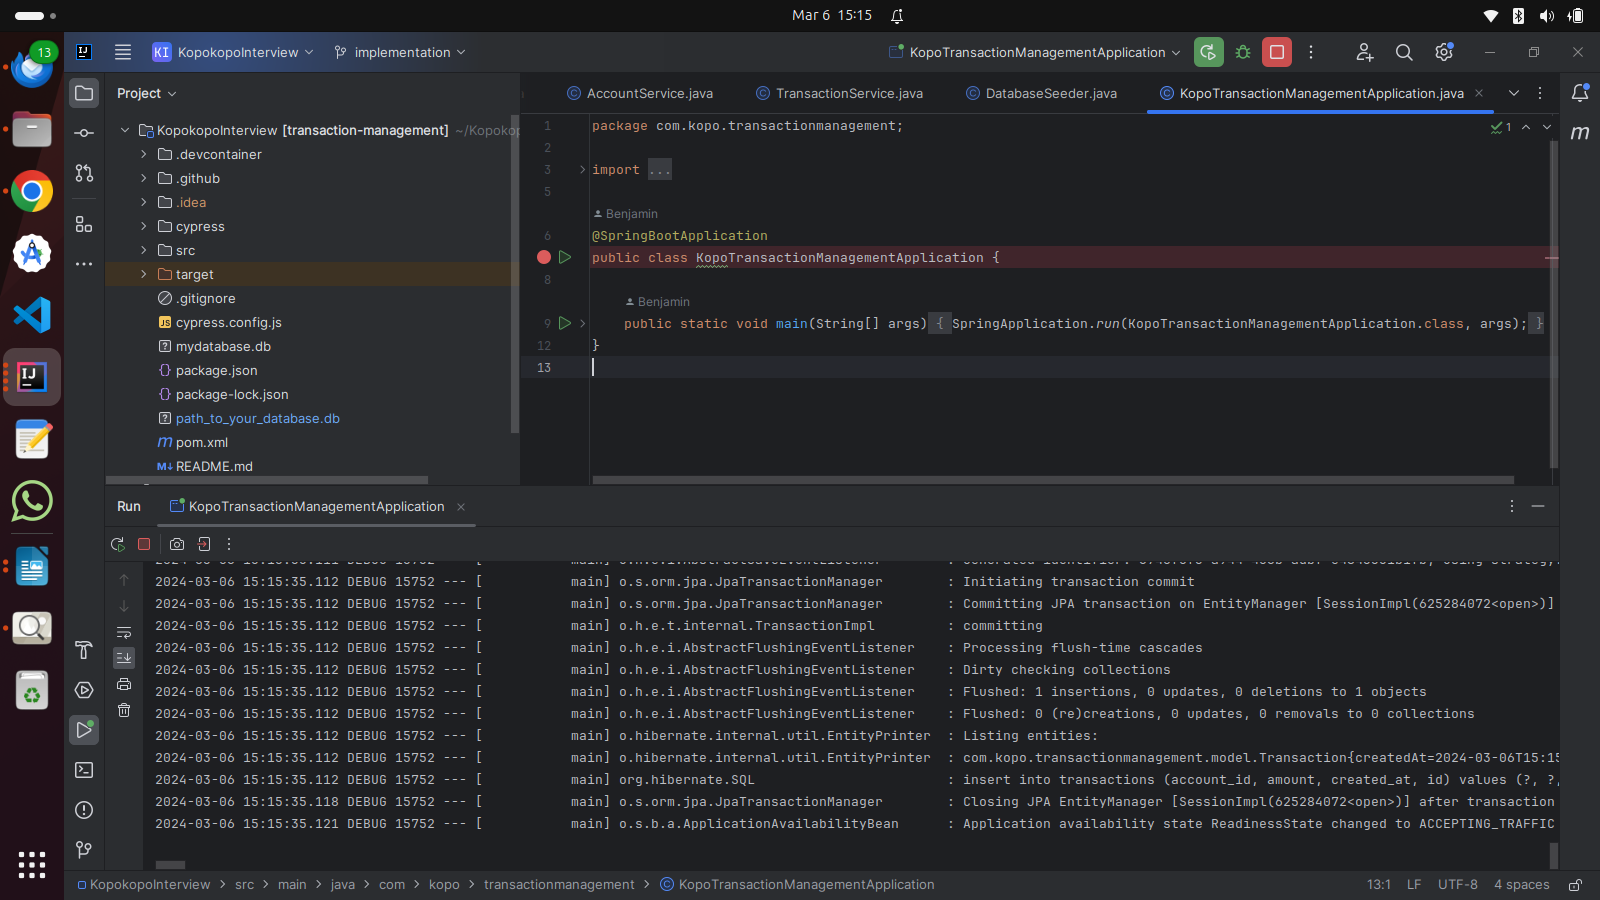 Mar 6 15:15
13
KI KopokopoInterview
implementation
KopoTransactionManagementApplication
Project
AccountService.java
TransactionService.java
DatabaseSeeder.java
KopoTransactionManagementApplication.java
KopokopoInterview [transaction-management] ~/Kopokop
.devcontainer
.github
.idea
cypress
src
target
.gitignore
cypress.config.js
mydatabase.db
package.json
package-lock.json
path_to_your_database.db
pom.xml
README.md
1 package com.kopo.transactionmanagement;
1
2
3 import ...
5
Benjamin
6 @SpringBootApplication
public class KopoTransactionManagementApplication {
8
Benjamin
9 public static void main(String[] args) { SpringApplication.run(KopoTransactionManagementApplication.class, args); }
12 }
13
Run
KopoTransactionManagementApplication
2024-03-06 15:15:35.112 DEBUG 15752 --- [ main] o.s.orm.jpa.JpaTransactionManager : Initiating transaction commit
2024-03-06 15:15:35.112 DEBUG 15752 --- [ main] o.s.orm.jpa.JpaTransactionManager : Committing JPA transaction on EntityManager [SessionImpl(625284072<open>)]
2024-03-06 15:15:35.112 DEBUG 15752 --- [ main] o.h.e.t.internal.TransactionImpl : committing
2024-03-06 15:15:35.112 DEBUG 15752 --- [ main] o.h.e.i.AbstractFlushingEventListener : Processing flush-time cascades
2024-03-06 15:15:35.112 DEBUG 15752 --- [ main] o.h.e.i.AbstractFlushingEventListener : Dirty checking collections
2024-03-06 15:15:35.112 DEBUG 15752 --- [ main] o.h.e.i.AbstractFlushingEventListener : Flushed: 1 insertions, 0 updates, 0 deletions to 1 objects
2024-03-06 15:15:35.112 DEBUG 15752 --- [ main] o.h.e.i.AbstractFlushingEventListener : Flushed: 0 (re)creations, 0 updates, 0 removals to 0 collections
2024-03-06 15:15:35.112 DEBUG 15752 --- [ main] o.hibernate.internal.util.EntityPrinter : Listing entities:
2024-03-06 15:15:35.112 DEBUG 15752 --- [ main] o.hibernate.internal.util.EntityPrinter : com.kopo.transactionmanagement.model.Transaction{createdAt=2024-03-06T15:15
2024-03-06 15:15:35.112 DEBUG 15752 --- [ main] org.hibernate.SQL : insert into transactions (account_id, amount, created_at, id) values (?, ?,
2024-03-06 15:15:35.118 DEBUG 15752 --- [ main] o.s.orm.jpa.JpaTransactionManager : Closing JPA EntityManager [SessionImpl(625284072<open>)] after transaction
2024-03-06 15:15:35.121 DEBUG 15752 --- [ main] o.s.b.a.ApplicationAvailabilityBean : Application availability state ReadinessState changed to ACCEPTING_TRAFFIC
KopokopoInterview > src > main > java > com > kopo > transactionmanagement > KopoTransactionManagementApplication
13:1 LF UTF-8 4 spaces